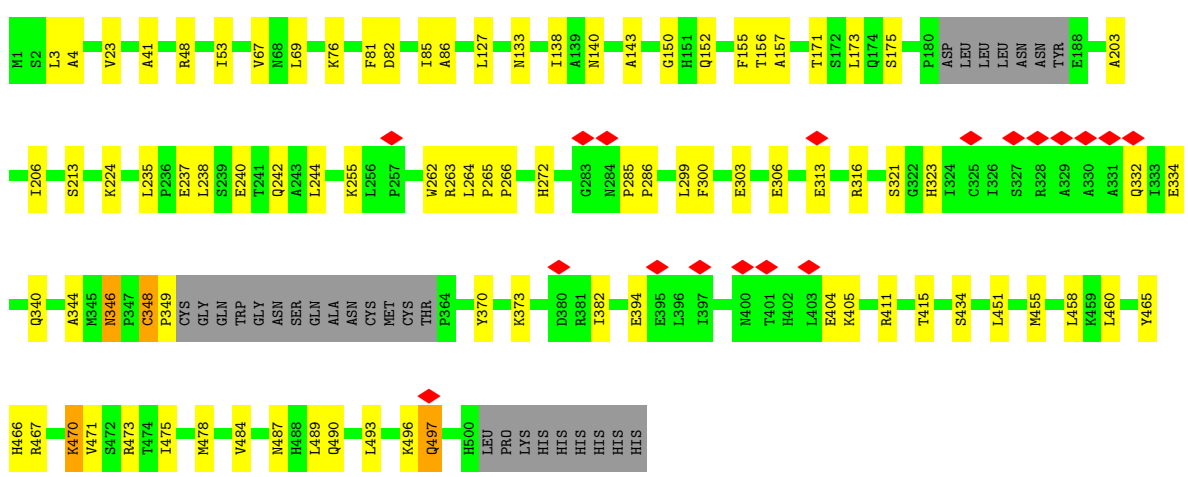 M1 S2 L3 A4 V23 A41 R48 I53 V67 N68 L69 K76 F81 D82 I85 A86 L127 N133 I138 A139 N140 A143 G150 H151 Q152 F155 T156 A157 T171 S172 L173 Q174 S175 P180 ASP LEU LEU LEU ASN ASN TYR E188 A203
I206 S213 K224 L235 P236 E237 L238 S239 E240 T241 Q242 A243 L244 K255 L256 P257 W262 R263 L264 P265 P266 H272 G283 N284 P285 P286 L299 F300 E303 E306 E313 R316 S321 G322 H323 I324 C325 I326 S327 R328 A329 A330 A331 Q332 I333 E334
Q340 A344 M345 N346 P347 C348 P349 CYS GLY GLN TRP GLY ASN SER GLN ALA ASN CYS MET CYS THR P364 Y370 K373 D380 R381 I382 E394 E395 L396 I397 N400 T401 H402 L403 E404 K405 R411 T415 S434 L451 M455 L458 K459 L460 Y465
H466 R467 K470 V471 S472 R473 T474 I475 M478 V484 N487 H488 L489 Q490 L493 K496 Q497 H500 LEU PRO LYS HIS HIS HIS HIS HIS HIS